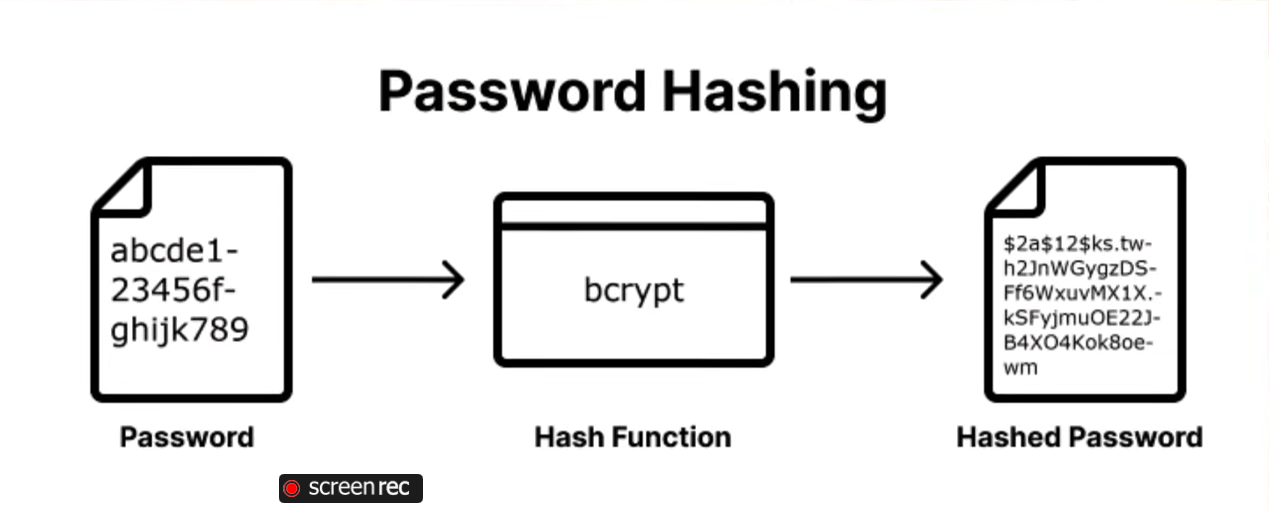 Password Hashing
abcde1-
23456f-
ghijk789
bcrypt
$2a$12$ks.tw-
h2JnWGygzDS-
Ff6WxuvMX1X.-
kSFyjmuOE22J-
B4XO4Kok8oe-
wm
Password
Hash Function
Hashed Password
screenrec